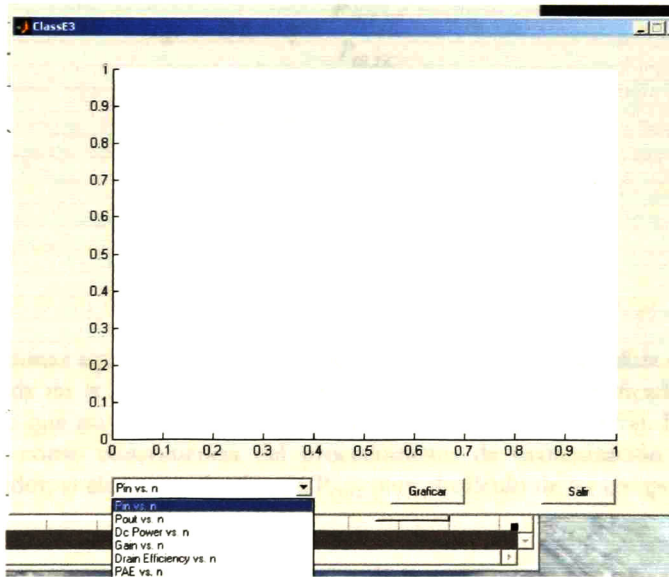 ClassE3
1
0.9
0.8
0.7
0.6
0.5
0.4
0.3
0.2
0.1
0
0 0.1 0.2 0.3 0.4 0.5 0.6 0.7 0.8 0.9
Pin vs. n
Graficar
Salir
Pin vs. n
Pout vs. n
Dc Power vs. n
Gain vs. n
Drain Efficiency vs. n
PAE vs. n